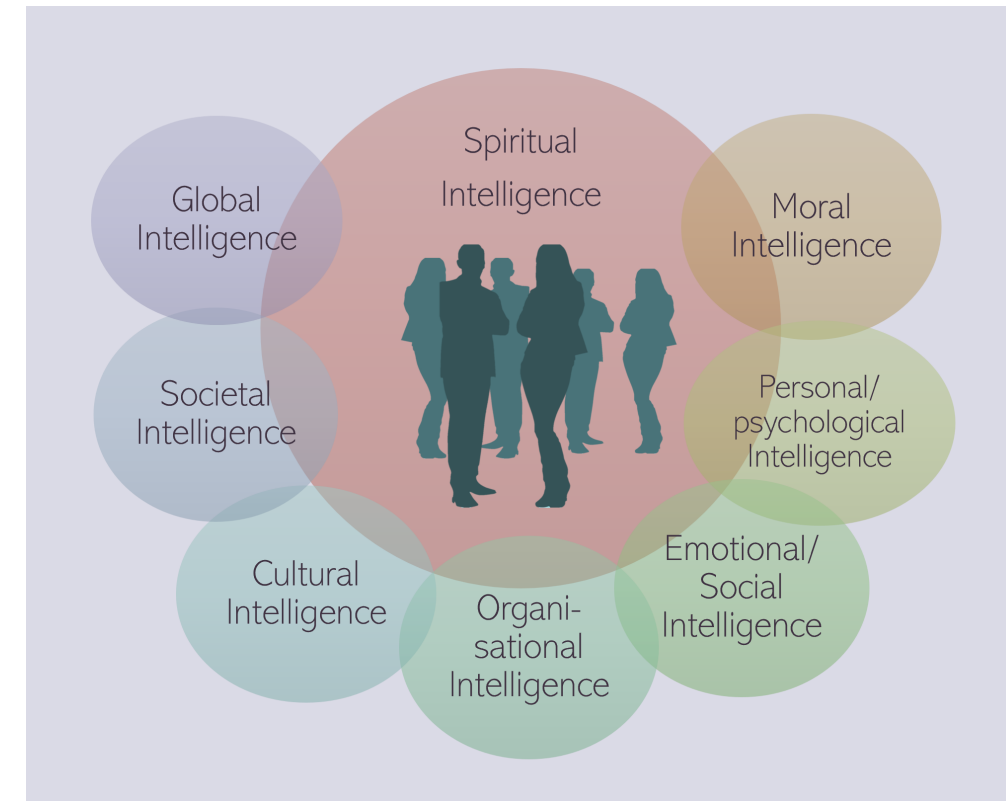 Spiritual
Intelligence
Global
Intelligence
Moral
Intelligence
Societal
Intelligence
Personal/
psychological
Intelligence
Cultural
Intelligence
Organi-
sational
Intelligence
Emotional/
Social
Intelligence